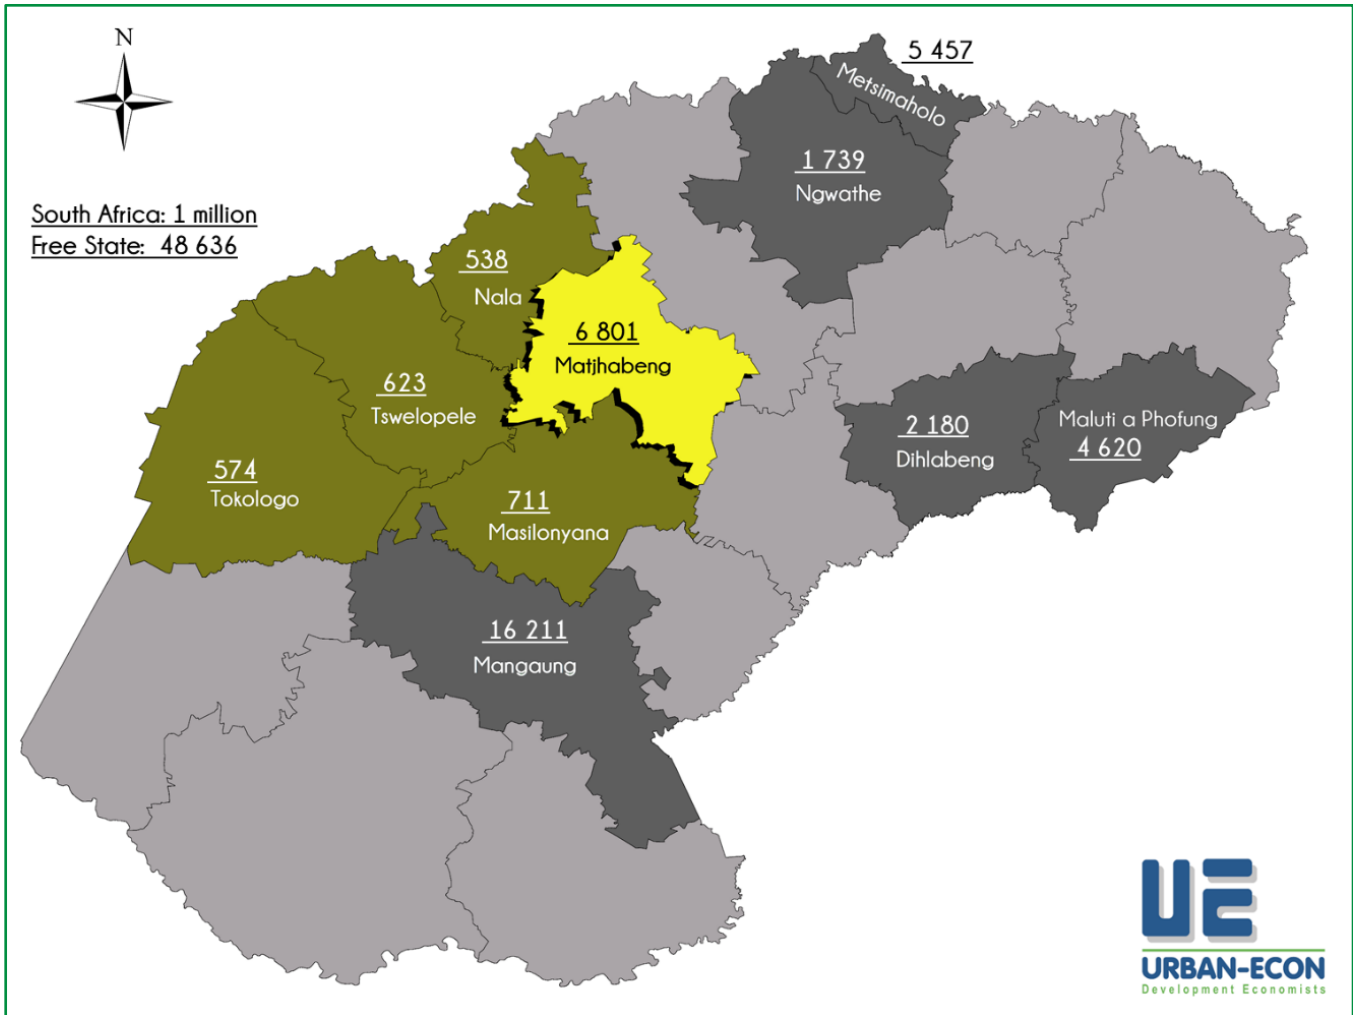 N
5 457
Metsimaholo
1 739
Ngwathe
South Africa: 1 million
Free State: 48 636
538
Nala
6 801
Matjhabeng
623
Tswelopele
2 180
Dihlabeng
Maluti a Phofung
4 620
574
Tokologo
711
Masilonyana
16 211
Mangaung
UE
URBAN-ECON
Development Economists